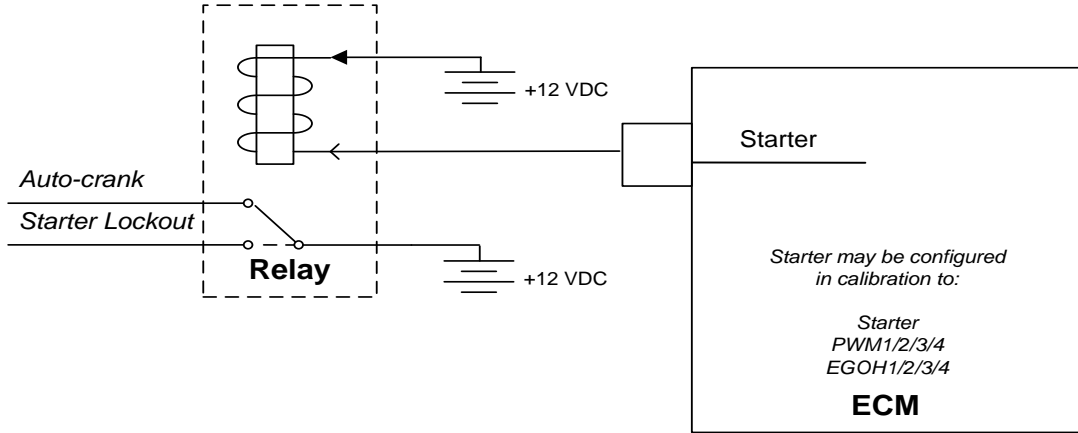 +12 VDC
Auto-crank
Starter Lockout
Relay
+12 VDC
Starter
Starter may be configured
in calibration to:
Starter
PWM1/2/3/4
EGOH1/2/3/4
ECM